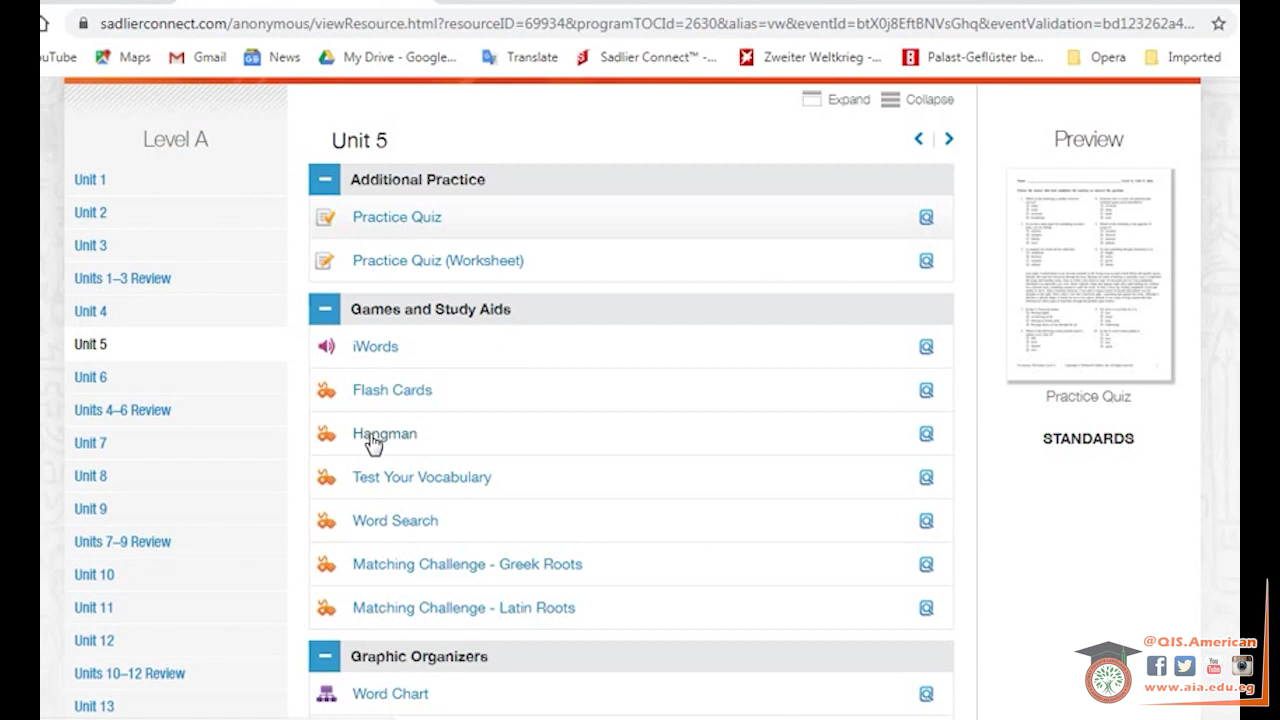 sadlierconnect.com/anonymous/viewResource.html?resourceID=69934&programTOCId=2630&alias=vw&eventId=btX0j8EftBNVsGhq&eventValidation=bd123262a4...
uTube Maps Gmail News My Drive - Google... Translate Sadlier Connect™ -... Zweiter Weltkrieg -... Palast-Geflüster be... Opera Imported
Expand Collapse
Level A
Unit 1
Unit 2
Unit 3
Units 1–3 Review
Unit 4
Unit 5
Unit 6
Units 4–6 Review
Unit 7
Unit 8
Unit 9
Units 7–9 Review
Unit 10
Unit 11
Unit 12
Units 10–12 Review
Unit 13
Unit 5
Additional Practice
Practice Quiz
Practice Quiz (Worksheet)
Games and Study Aids
Words
Flash Cards
Hangman
Test Your Vocabulary
Word Search
Matching Challenge - Greek Roots
Matching Challenge - Latin Roots
Graphic Organizers
Word Chart
Preview
Practice Quiz
STANDARDS
@QIS.American
You Tube
www.aia.edu.eg